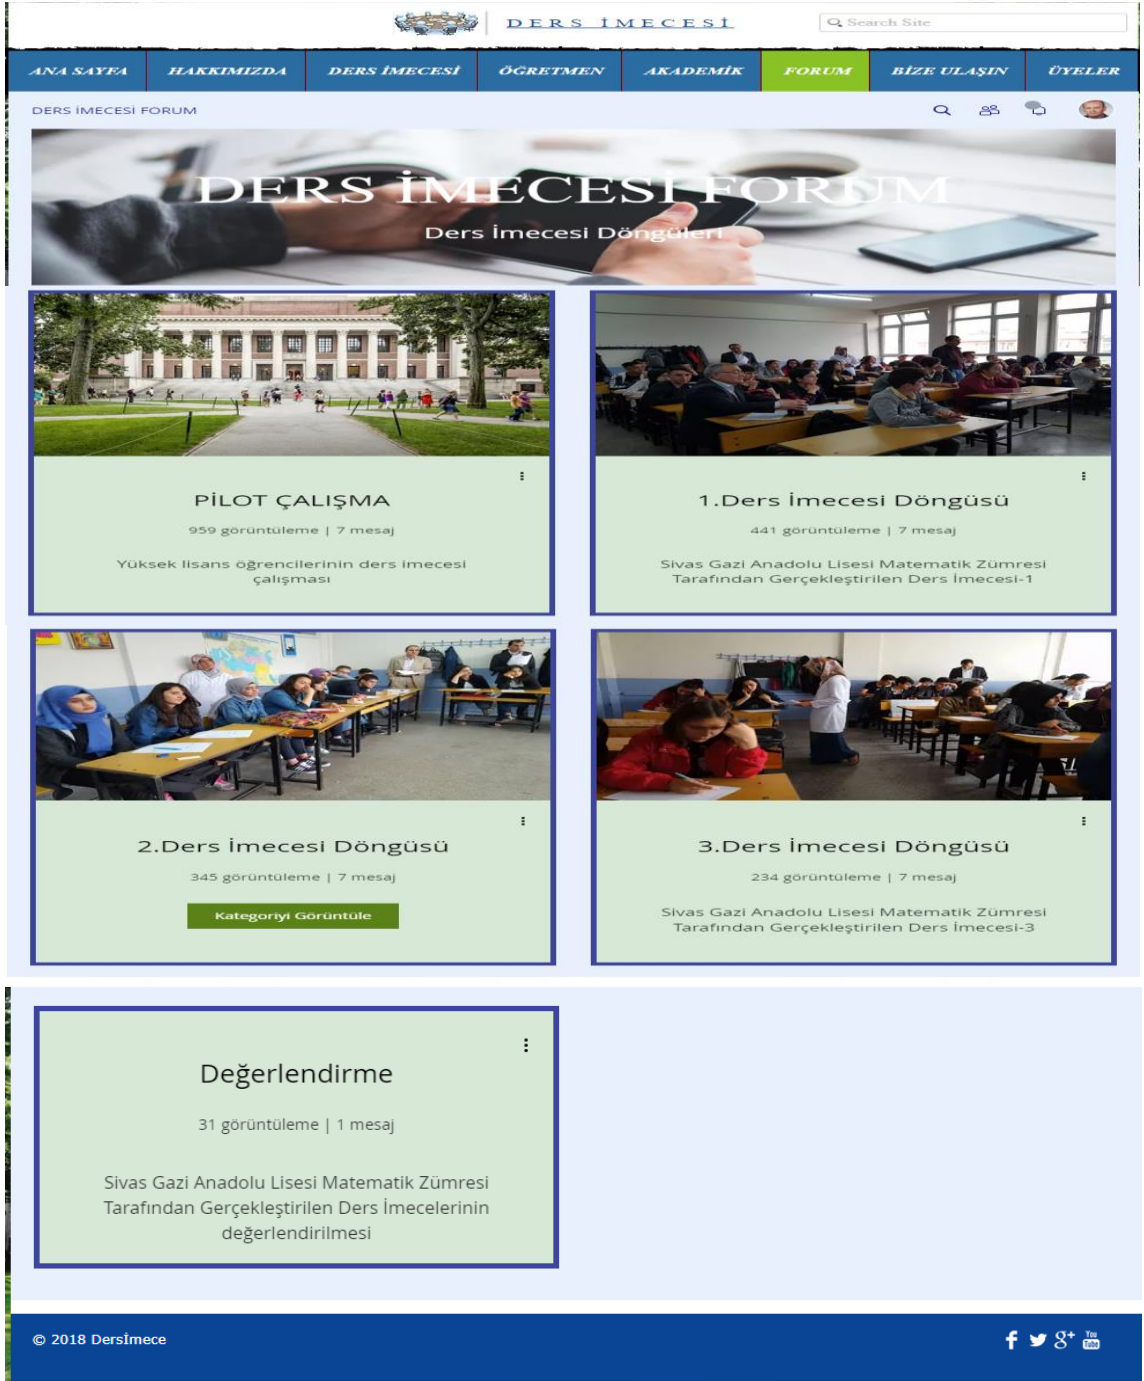 DERS İMECESİ
Search Site
ANA SAYFA HAKKIMIZDA DERS İMECESİ ÖĞRETMEN AKADEMİK FORUM BİZE ULAŞIN ÜYELER
DERS İMECESİ FORUM
DERS İMECESİ FORUM
Ders İmecesi Döngüleri
PİLOT ÇALIŞMA
959 görüntüleme | 7 mesaj
Yüksek lisans öğrencilerinin ders imecesi
çalışması
1.Ders İmecesi Döngüsü
441 görüntüleme | 7 mesaj
Sivas Gazi Anadolu Lisesi Matematik Zümresi
Tarafından Gerçekleştirilen Ders İmecesi-1
2.Ders İmecesi Döngüsü
345 görüntüleme | 7 mesaj
Kategoriyi Görüntüle
3.Ders İmecesi Döngüsü
234 görüntüleme | 7 mesaj
Sivas Gazi Anadolu Lisesi Matematik Zümresi
Tarafından Gerçekleştirilen Ders İmecesi-3
Değerlendirme
31 görüntüleme | 1 mesaj
Sivas Gazi Anadolu Lisesi Matematik Zümresi
Tarafından Gerçekleştirilen Ders İmecelerinin
değerlendirilmesi
© 2018 Dersİmece
f g+ You Tube